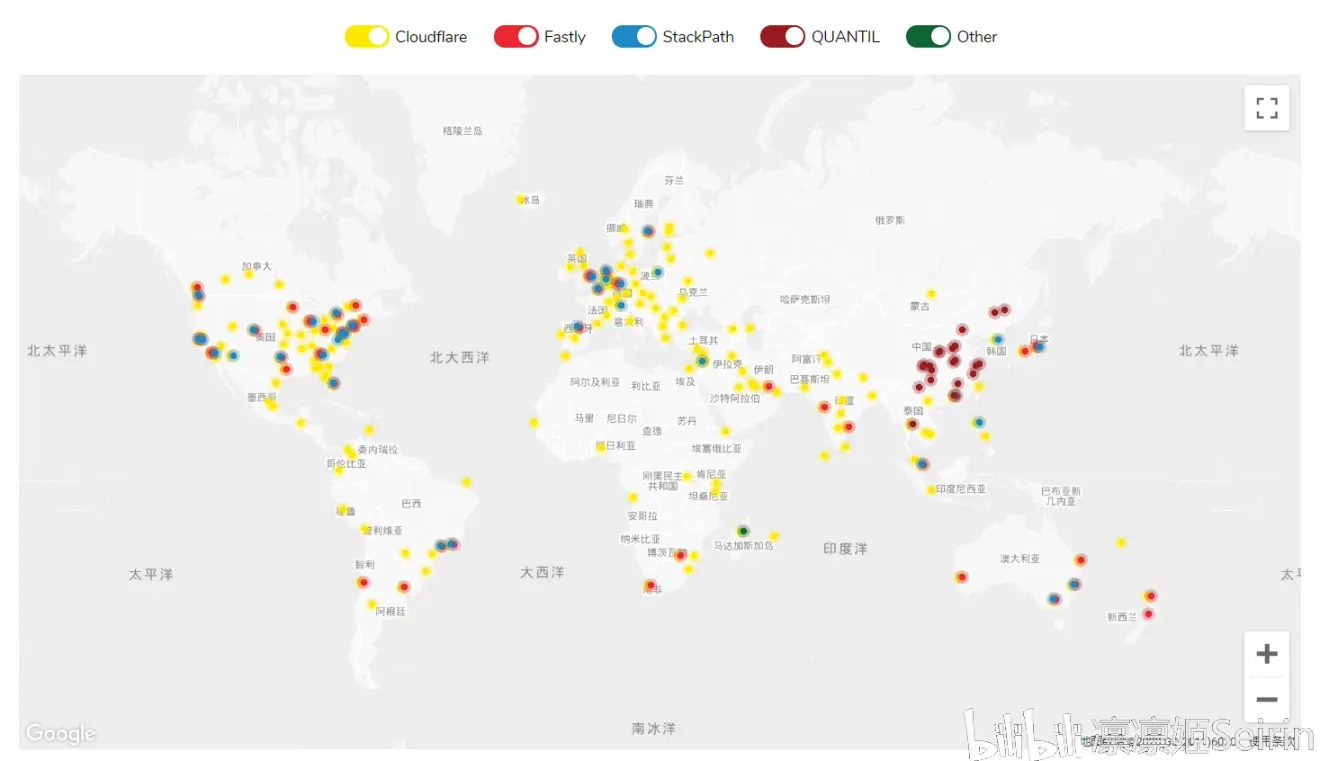 Cloudflare Fastly StackPath QUANTIL Other
格陵兰岛
芬兰
冰岛
瑞典
挪威
俄罗斯
英国
加拿大
波兰
乌克兰
哈萨克斯坦
蒙古
法国
意大利
美国
土耳其
中国
韩国
日本
北太平洋
北大西洋
北太平洋
伊拉克
伊朗
阿富汗
阿尔及利亚
利比亚
埃及
巴基斯坦
墨西哥
沙特阿拉伯
印度
泰国
马里
尼日尔
苏丹
乍得
尼日利亚
埃塞俄比亚
委内瑞拉
哥伦比亚
刚果民主
共和国
肯尼亚
印度尼西亚
巴布亚新
几内亚
坦桑尼亚
巴西
秘鲁
安哥拉
玻利维亚
纳米比亚
马达加斯加岛
印度洋
澳大利亚
智利
太平洋
大西洋
南非
阿根廷
新西兰
南冰洋
Google
使用条款
bilibili 凛凛姬Seirin